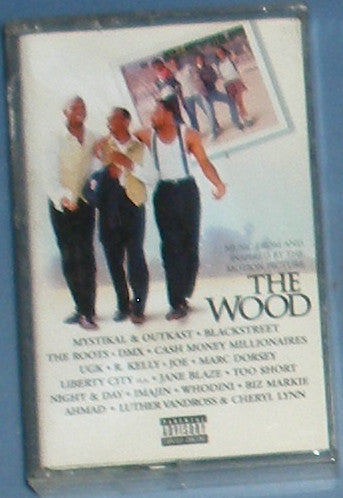 MUSIC FROM AND
INSPIRED BY THE
MOTION PICTURE
THE
WOOD
MYSTIKAL & OUTKAST • BLACKSTREET
THE ROOTS • DMX • CASH MONEY MILLIONAIRES
UGK • R. KELLY • JOE • MARC DORSEY
LIBERTY CITY • JANE BLAZE • TOO SHORT
NIGHT & DAY • IMAJIN • WHODINI • BIZ MARKIE
AHMAD • LUTHER VANDROSS & CHERYL LYNN
PARENTAL
ADVISORY